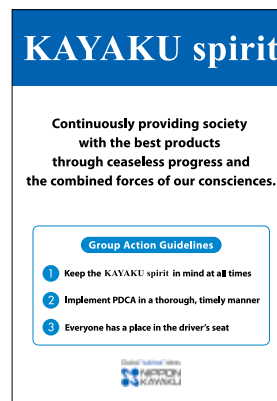 KAYAKU spirit
Continuously providing society
with the best products
through ceaseless progress and
the combined forces of our consciences.
Group Action Guidelines
1 Keep the KAYAKU spirit in mind at all times
2 Implement PDCA in a thorough, timely manner
3 Everyone has a place in the driver's seat
NIPPON
KAYAKU